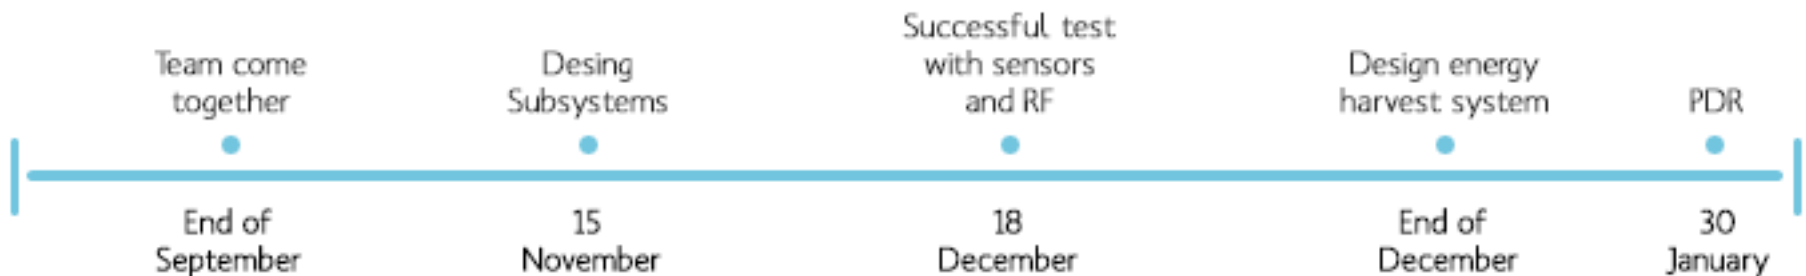 Team come
together
Desing
Subsystems
Successful test
with sensors
and RF
Design energy
harvest system
PDR
End of
September
15
November
18
December
End of
December
30
January